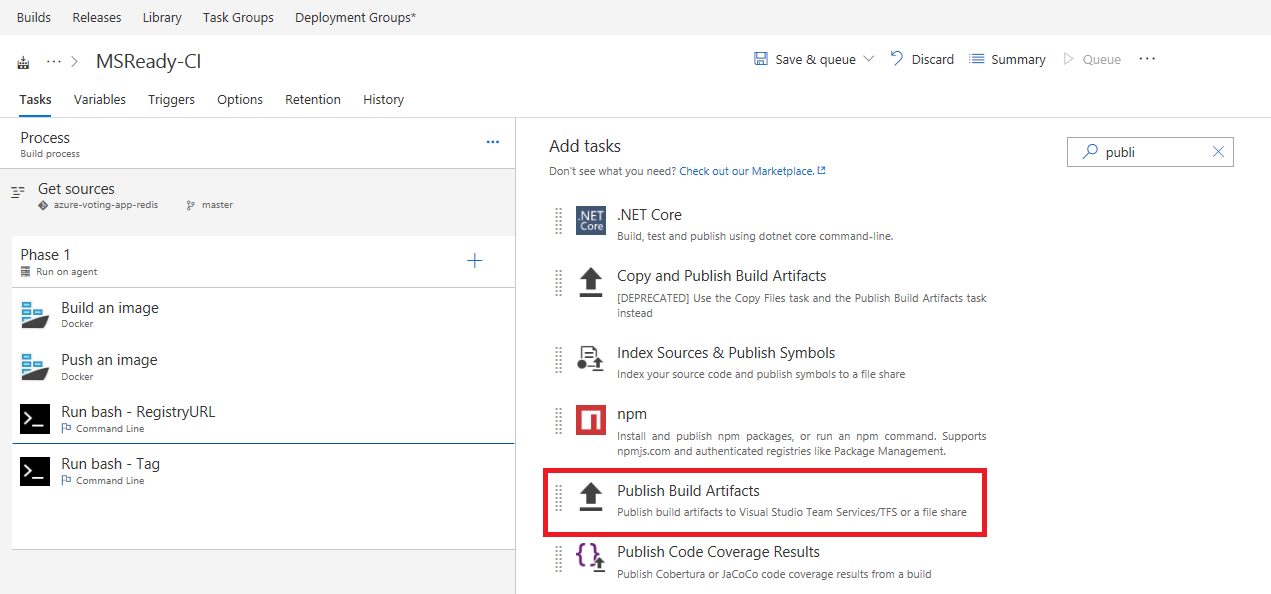 Builds Releases Library Task Groups Deployment Groups*
... > MSReady-CI
Save & queue Discard Summary Queue ...
Tasks Variables Triggers Options Retention History
Process
Build process
...
Get sources
azure-voting-app-redis master
Phase 1
Run on agent
+
Build an image
Docker
Push an image
Docker
Run bash - RegistryURL
Command Line
Run bash - Tag
Command Line
Add tasks
publi
Don't see what you need? Check out our Marketplace.
.NET
Core
.NET Core
Build, test and publish using dotnet core command-line.
Copy and Publish Build Artifacts
[DEPRECATED] Use the Copy Files task and the Publish Build Artifacts task
instead
Index Sources & Publish Symbols
Index your source code and publish symbols to a file share
npm
Install and publish npm packages, or run an npm command. Supports
npmjs.com and authenticated registries like Package Management.
Publish Build Artifacts
Publish build artifacts to Visual Studio Team Services/TFS or a file share
Publish Code Coverage Results
Publish Cobertura or JaCoCo code coverage results from a build